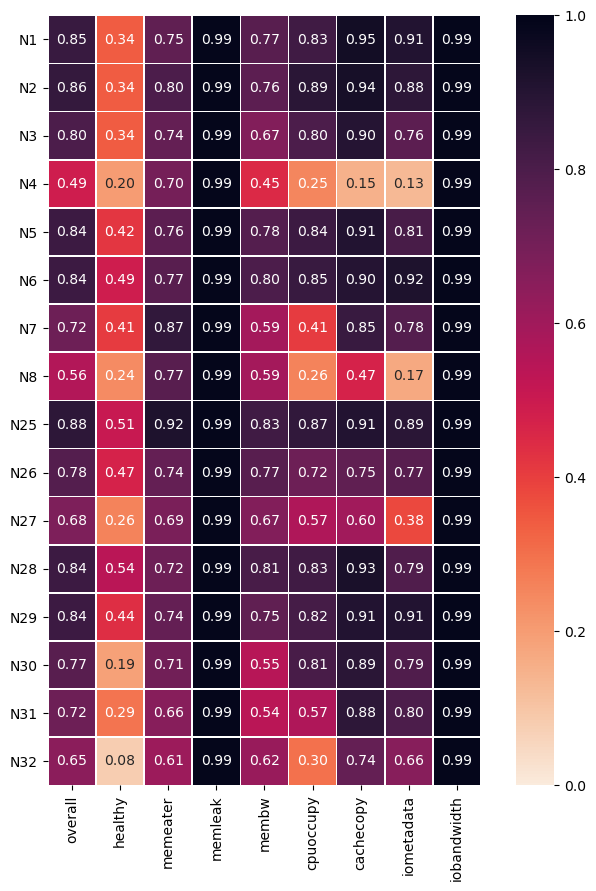 N1 0.85 0.34 0.75 0.99 0.77 0.83 0.95 0.91 0.99
N2 0.86 0.34 0.80 0.99 0.76 0.89 0.94 0.88 0.99
N3 0.80 0.34 0.74 0.99 0.67 0.80 0.90 0.76 0.99
N4 0.49 0.20 0.70 0.99 0.45 0.25 0.15 0.13 0.99
N5 0.84 0.42 0.76 0.99 0.78 0.84 0.91 0.81 0.99
N6 0.84 0.49 0.77 0.99 0.80 0.85 0.90 0.92 0.99
N7 0.72 0.41 0.87 0.99 0.59 0.41 0.85 0.78 0.99
N8 0.56 0.24 0.77 0.99 0.59 0.26 0.47 0.17 0.99
N25 0.88 0.51 0.92 0.99 0.83 0.87 0.91 0.89 0.99
N26 0.78 0.47 0.74 0.99 0.77 0.72 0.75 0.77 0.99
N27 0.68 0.26 0.69 0.99 0.67 0.57 0.60 0.38 0.99
N28 0.84 0.54 0.72 0.99 0.81 0.83 0.93 0.79 0.99
N29 0.84 0.44 0.74 0.99 0.75 0.82 0.91 0.91 0.99
N30 0.77 0.19 0.71 0.99 0.55 0.81 0.89 0.79 0.99
N31 0.72 0.29 0.66 0.99 0.54 0.57 0.88 0.80 0.99
N32 0.65 0.08 0.61 0.99 0.62 0.30 0.74 0.66 0.99
overall
healthy
memeater
memleak
membw
cpuoccupy
cachecopy
iometadata
iobandwidth
1.0
0.8
0.6
0.4
0.2
0.0